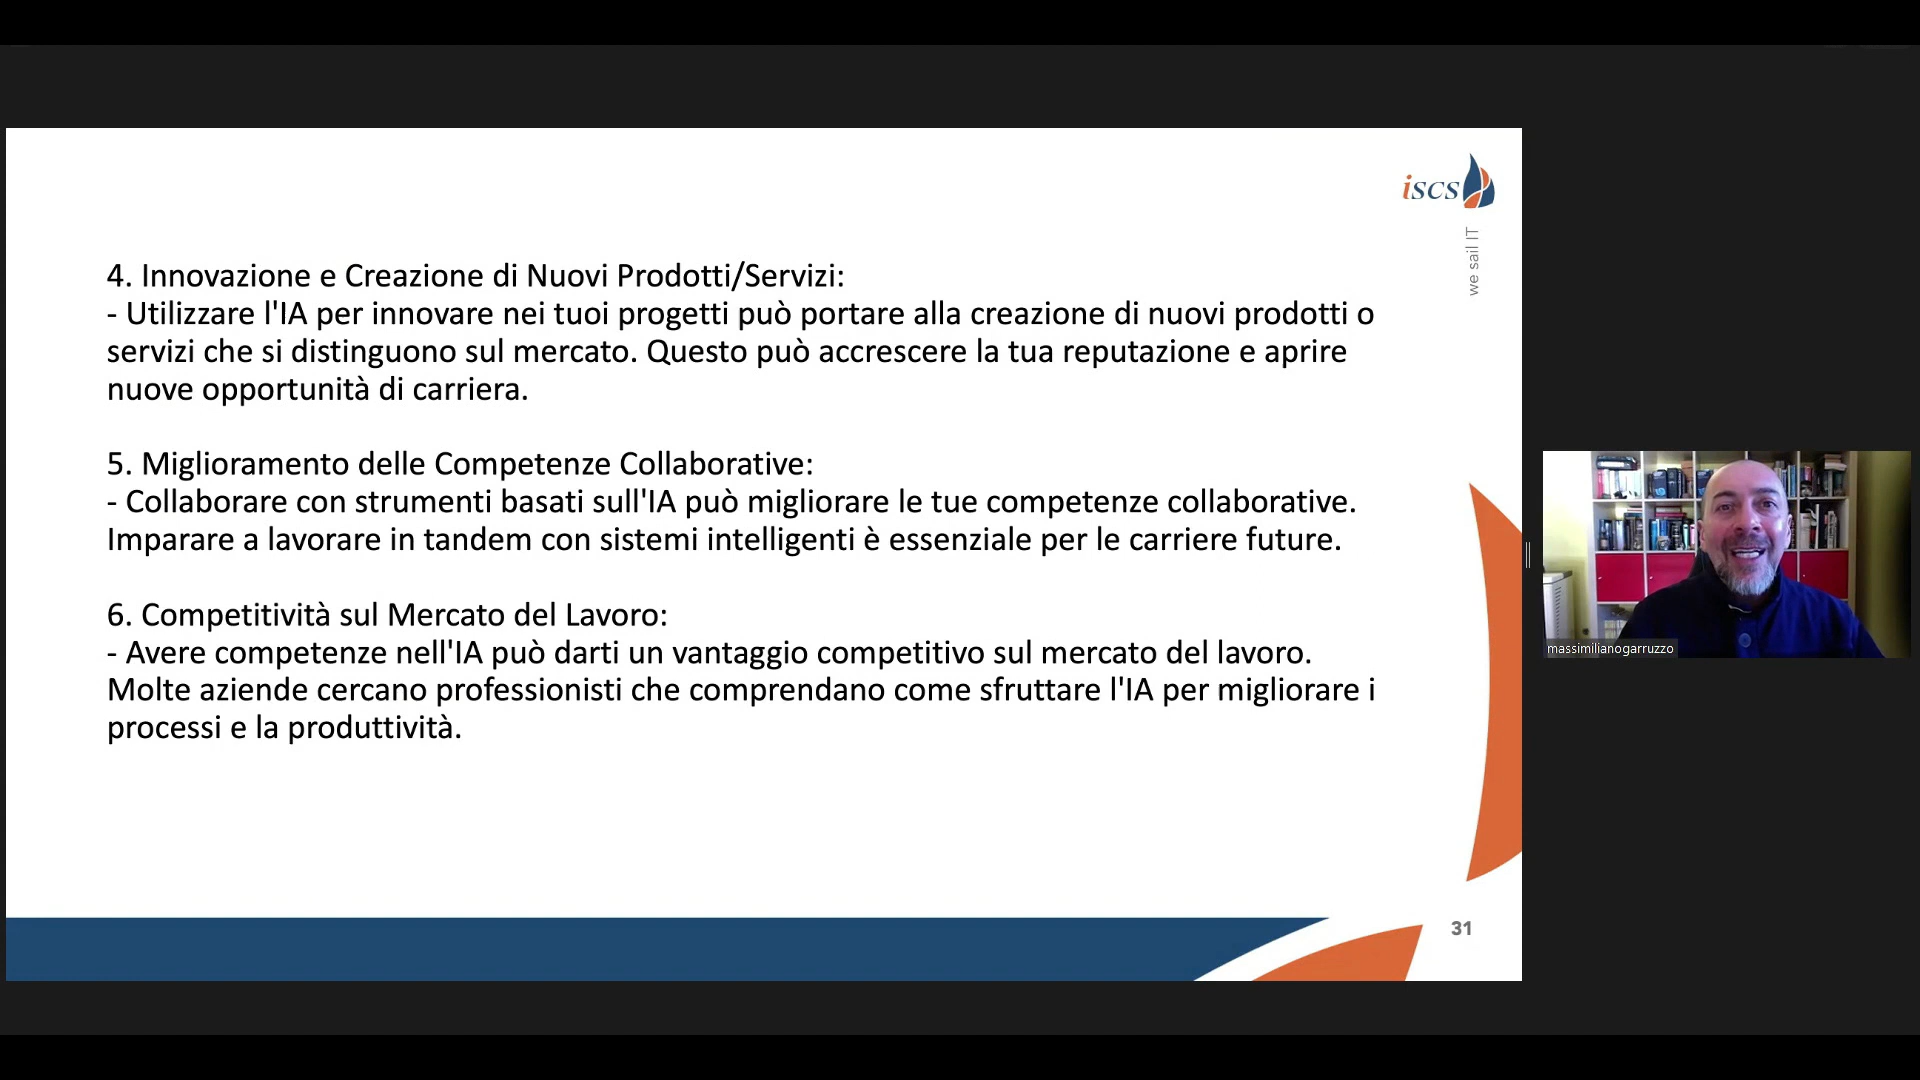 iscs
we sail IT
4. Innovazione e Creazione di Nuovi Prodotti/Servizi:
- Utilizzare l'IA per innovare nei tuoi progetti può portare alla creazione di nuovi prodotti o
servizi che si distinguono sul mercato. Questo può accrescere la tua reputazione e aprire
nuove opportunità di carriera.
5. Miglioramento delle Competenze Collaborative:
- Collaborare con strumenti basati sull'IA può migliorare le tue competenze collaborative.
Imparare a lavorare in tandem con sistemi intelligenti è essenziale per le carriere future.
6. Competitività sul Mercato del Lavoro:
- Avere competenze nell'IA può darti un vantaggio competitivo sul mercato del lavoro.
Molte aziende cercano professionisti che comprendano come sfruttare l'IA per migliorare i
processi e la produttività.
31
massimilianogarruzzo